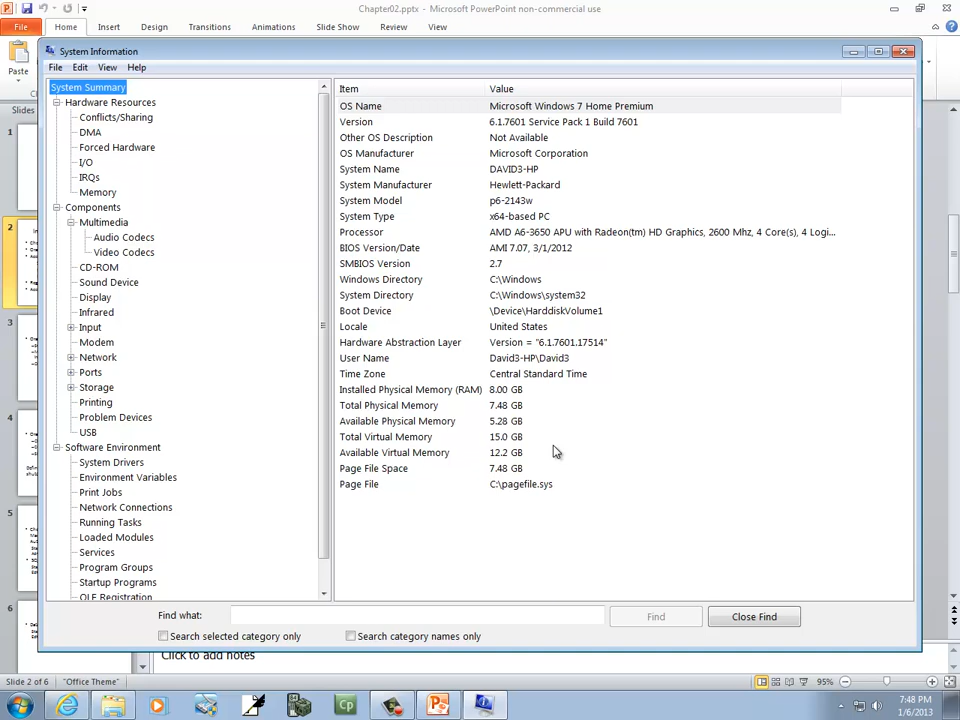 Chapter02.pptx - Microsoft PowerPoint non-commercial use
File Home Insert Design Transitions Animations Slide Show Review View
Paste
Slides
System Information
File Edit View Help
System Summary
Hardware Resources
Conflicts/Sharing
DMA
Forced Hardware
I/O
IRQs
Memory
Components
Multimedia
Audio Codecs
Video Codecs
CD-ROM
Sound Device
Display
Infrared
Input
Modem
Network
Ports
Storage
Printing
Problem Devices
USB
Software Environment
System Drivers
Environment Variables
Print Jobs
Network Connections
Running Tasks
Loaded Modules
Services
Program Groups
Startup Programs
OLE Registration
Item Value
OS Name Microsoft Windows 7 Home Premium
Version 6.1.7601 Service Pack 1 Build 7601
Other OS Description Not Available
OS Manufacturer Microsoft Corporation
System Name DAVID3-HP
System Manufacturer Hewlett-Packard
System Model p6-2143w
System Type x64-based PC
Processor AMD A6-3650 APU with Radeon(tm) HD Graphics, 2600 Mhz, 4 Core(s), 4 Logi...
BIOS Version/Date AMI 7.07, 3/1/2012
SMBIOS Version 2.7
Windows Directory C:\Windows
System Directory C:\Windows\system32
Boot Device \Device\HarddiskVolume1
Locale United States
Hardware Abstraction Layer Version = "6.1.7601.17514"
User Name David3-HP\David3
Time Zone Central Standard Time
Installed Physical Memory (RAM) 8.00 GB
Total Physical Memory 7.48 GB
Available Physical Memory 5.28 GB
Total Virtual Memory 15.0 GB
Available Virtual Memory 12.2 GB
Page File Space 7.48 GB
Page File C:\pagefile.sys
Find what: Find Close Find
Search selected category only Search category names only
1
2
3
4
5
6
Click to add notes
Slide 2 of 6 "Office Theme" 95%
Cp
7:48 PM
1/6/2013